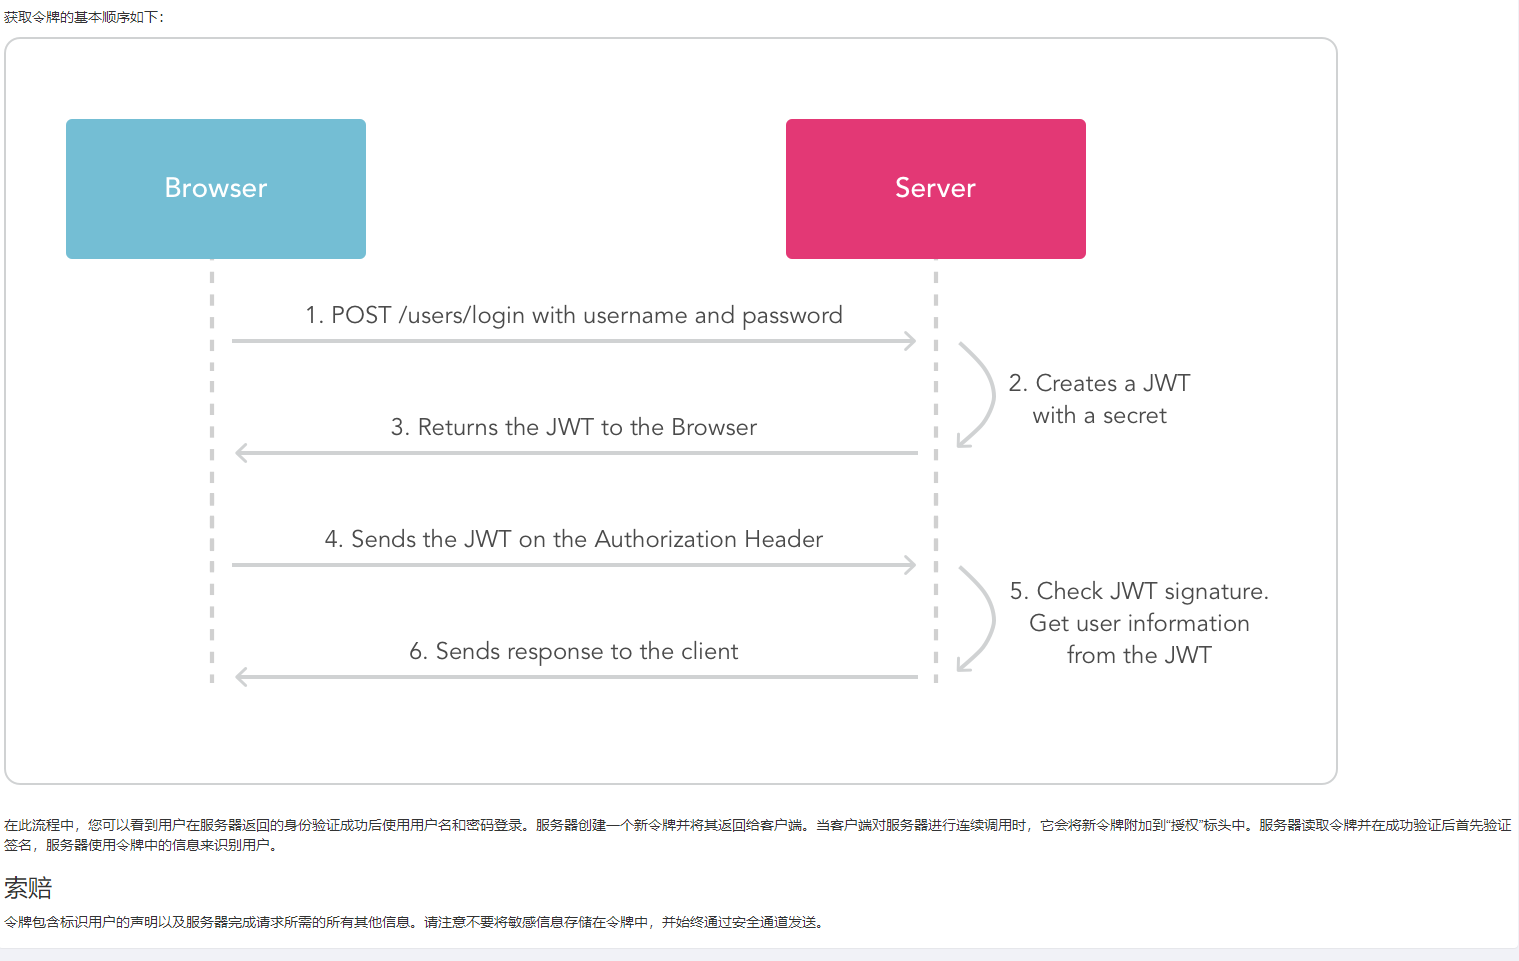 获取令牌的基本顺序如下：
Browser
Server
1. POST /users/login with username and password
2. Creates a JWT
with a secret
3. Returns the JWT to the Browser
4. Sends the JWT on the Authorization Header
5. Check JWT signature.
Get user information
from the JWT
6. Sends response to the client
在此流程中，您可以看到用户在服务器返回的身份验证成功后使用用户名和密码登录。服务器创建一个新令牌并将其返回给客户端。当客户端对服务器进行连续调用时，它会将新令牌附加到“授权”标头中。服务器读取令牌并在成功验证后首先验证
签名，服务器使用令牌中的信息来识别用户。
索赔
令牌包含标识用户的声明以及服务器完成请求所需的所有其他信息。请注意不要将敏感信息存储在令牌中，并始终通过安全通道发送。